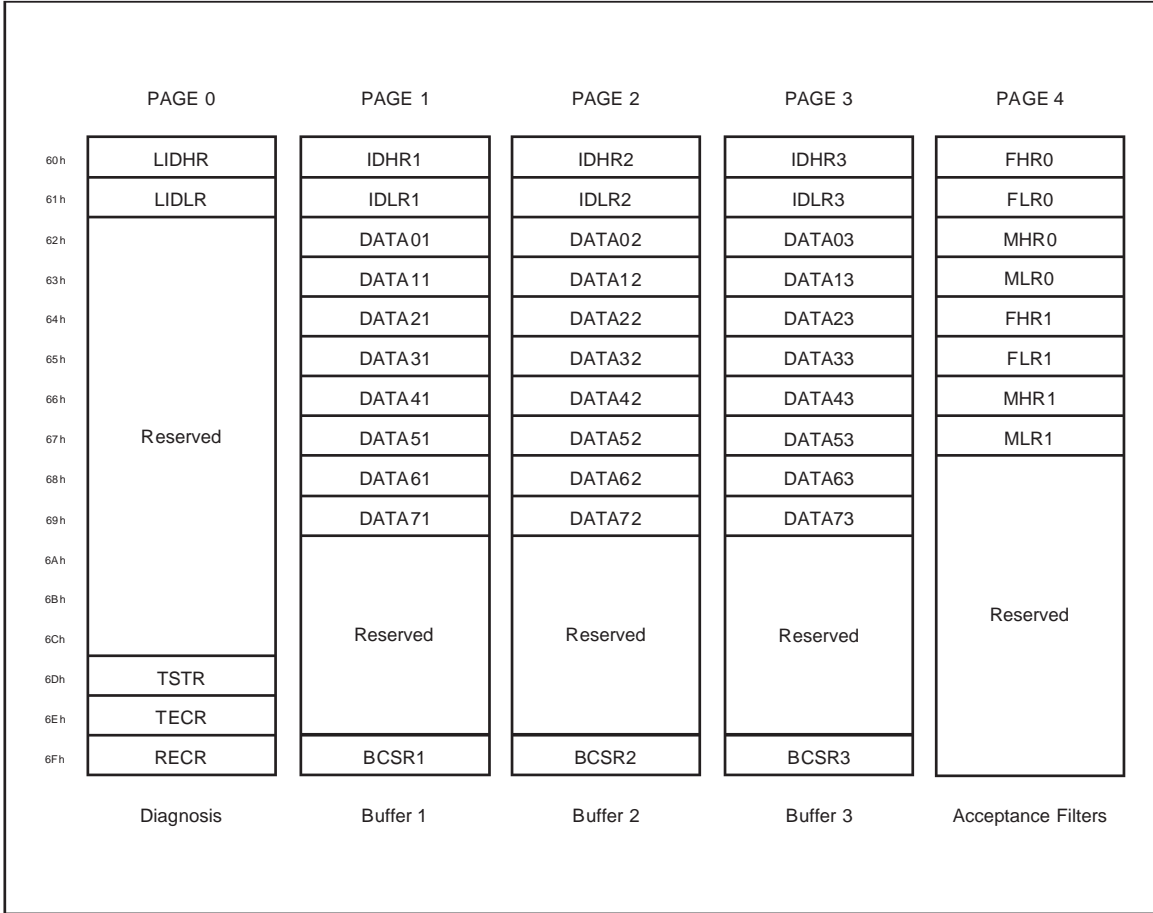 PAGE 0 PAGE 1 PAGE 2 PAGE 3 PAGE 4
60h LIDHR IDHR1 IDHR2 IDHR3 FHR0
61h LIDLR IDLR1 IDLR2 IDLR3 FLR0
62h DATA01 DATA02 DATA03 MHR0
63h DATA11 DATA12 DATA13 MLR0
64h DATA21 DATA22 DATA23 FHR1
65h DATA31 DATA32 DATA33 FLR1
66h DATA41 DATA42 DATA43 MHR1
67h Reserved DATA51 DATA52 DATA53 MLR1
68h DATA61 DATA62 DATA63
69h DATA71 DATA72 DATA73
6Ah
6Bh Reserved
6Ch Reserved Reserved Reserved
6Dh TSTR
6Eh TECR
6Fh RECR BCSR1 BCSR2 BCSR3
Diagnosis Buffer 1 Buffer 2 Buffer 3 Acceptance Filters